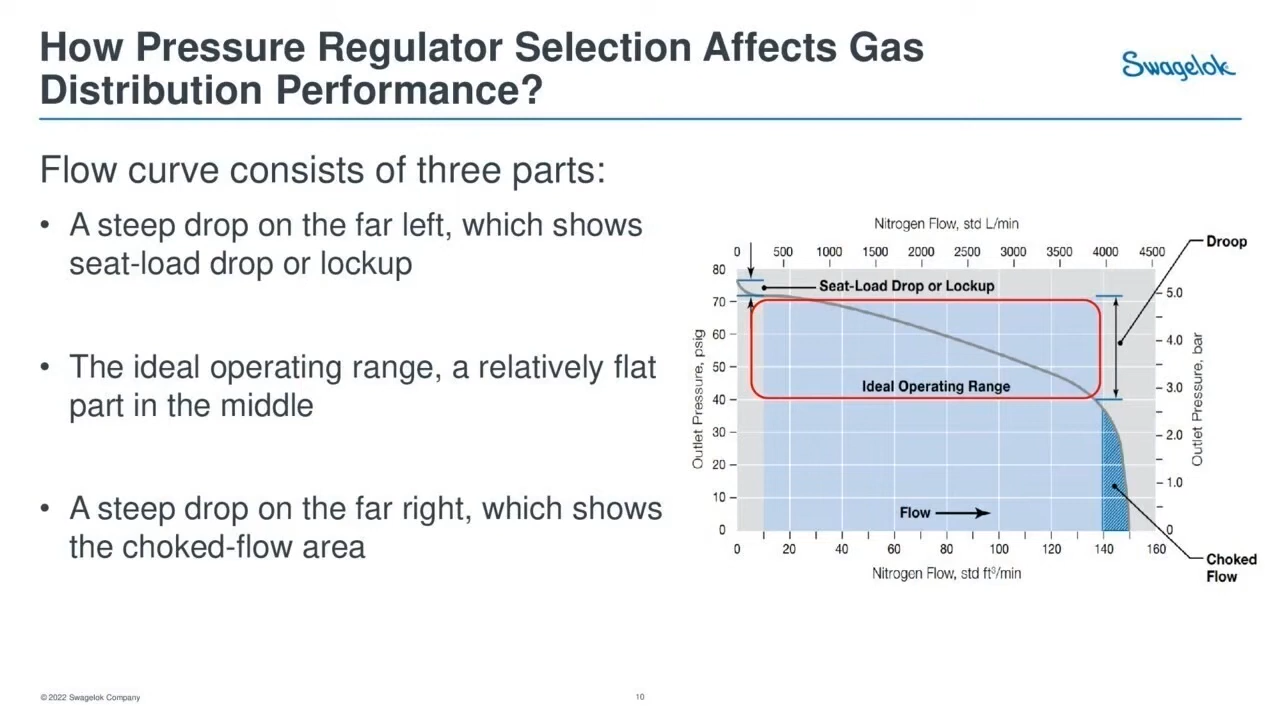 How Pressure Regulator Selection Affects Gas
Distribution Performance?
Swagelok
Flow curve consists of three parts:
• A steep drop on the far left, which shows
seat-load drop or lockup
• The ideal operating range, a relatively flat
part in the middle
• A steep drop on the far right, which shows
the choked-flow area
Nitrogen Flow, std L/min
0 500 1000 1500 2000 2500 3000 3500 4000 4500
Droop
80
70
60
50
40
30
20
10
0
Outlet Pressure, psig
Seat-Load Drop or Lockup
Ideal Operating Range
Flow
5.0
4.0
3.0
2.0
1.0
0
Outlet Pressure, bar
0 20 40 60 80 100 120 140 160
Nitrogen Flow, std ft³/min
Choked
Flow
© 2022 Swagelok Company
10